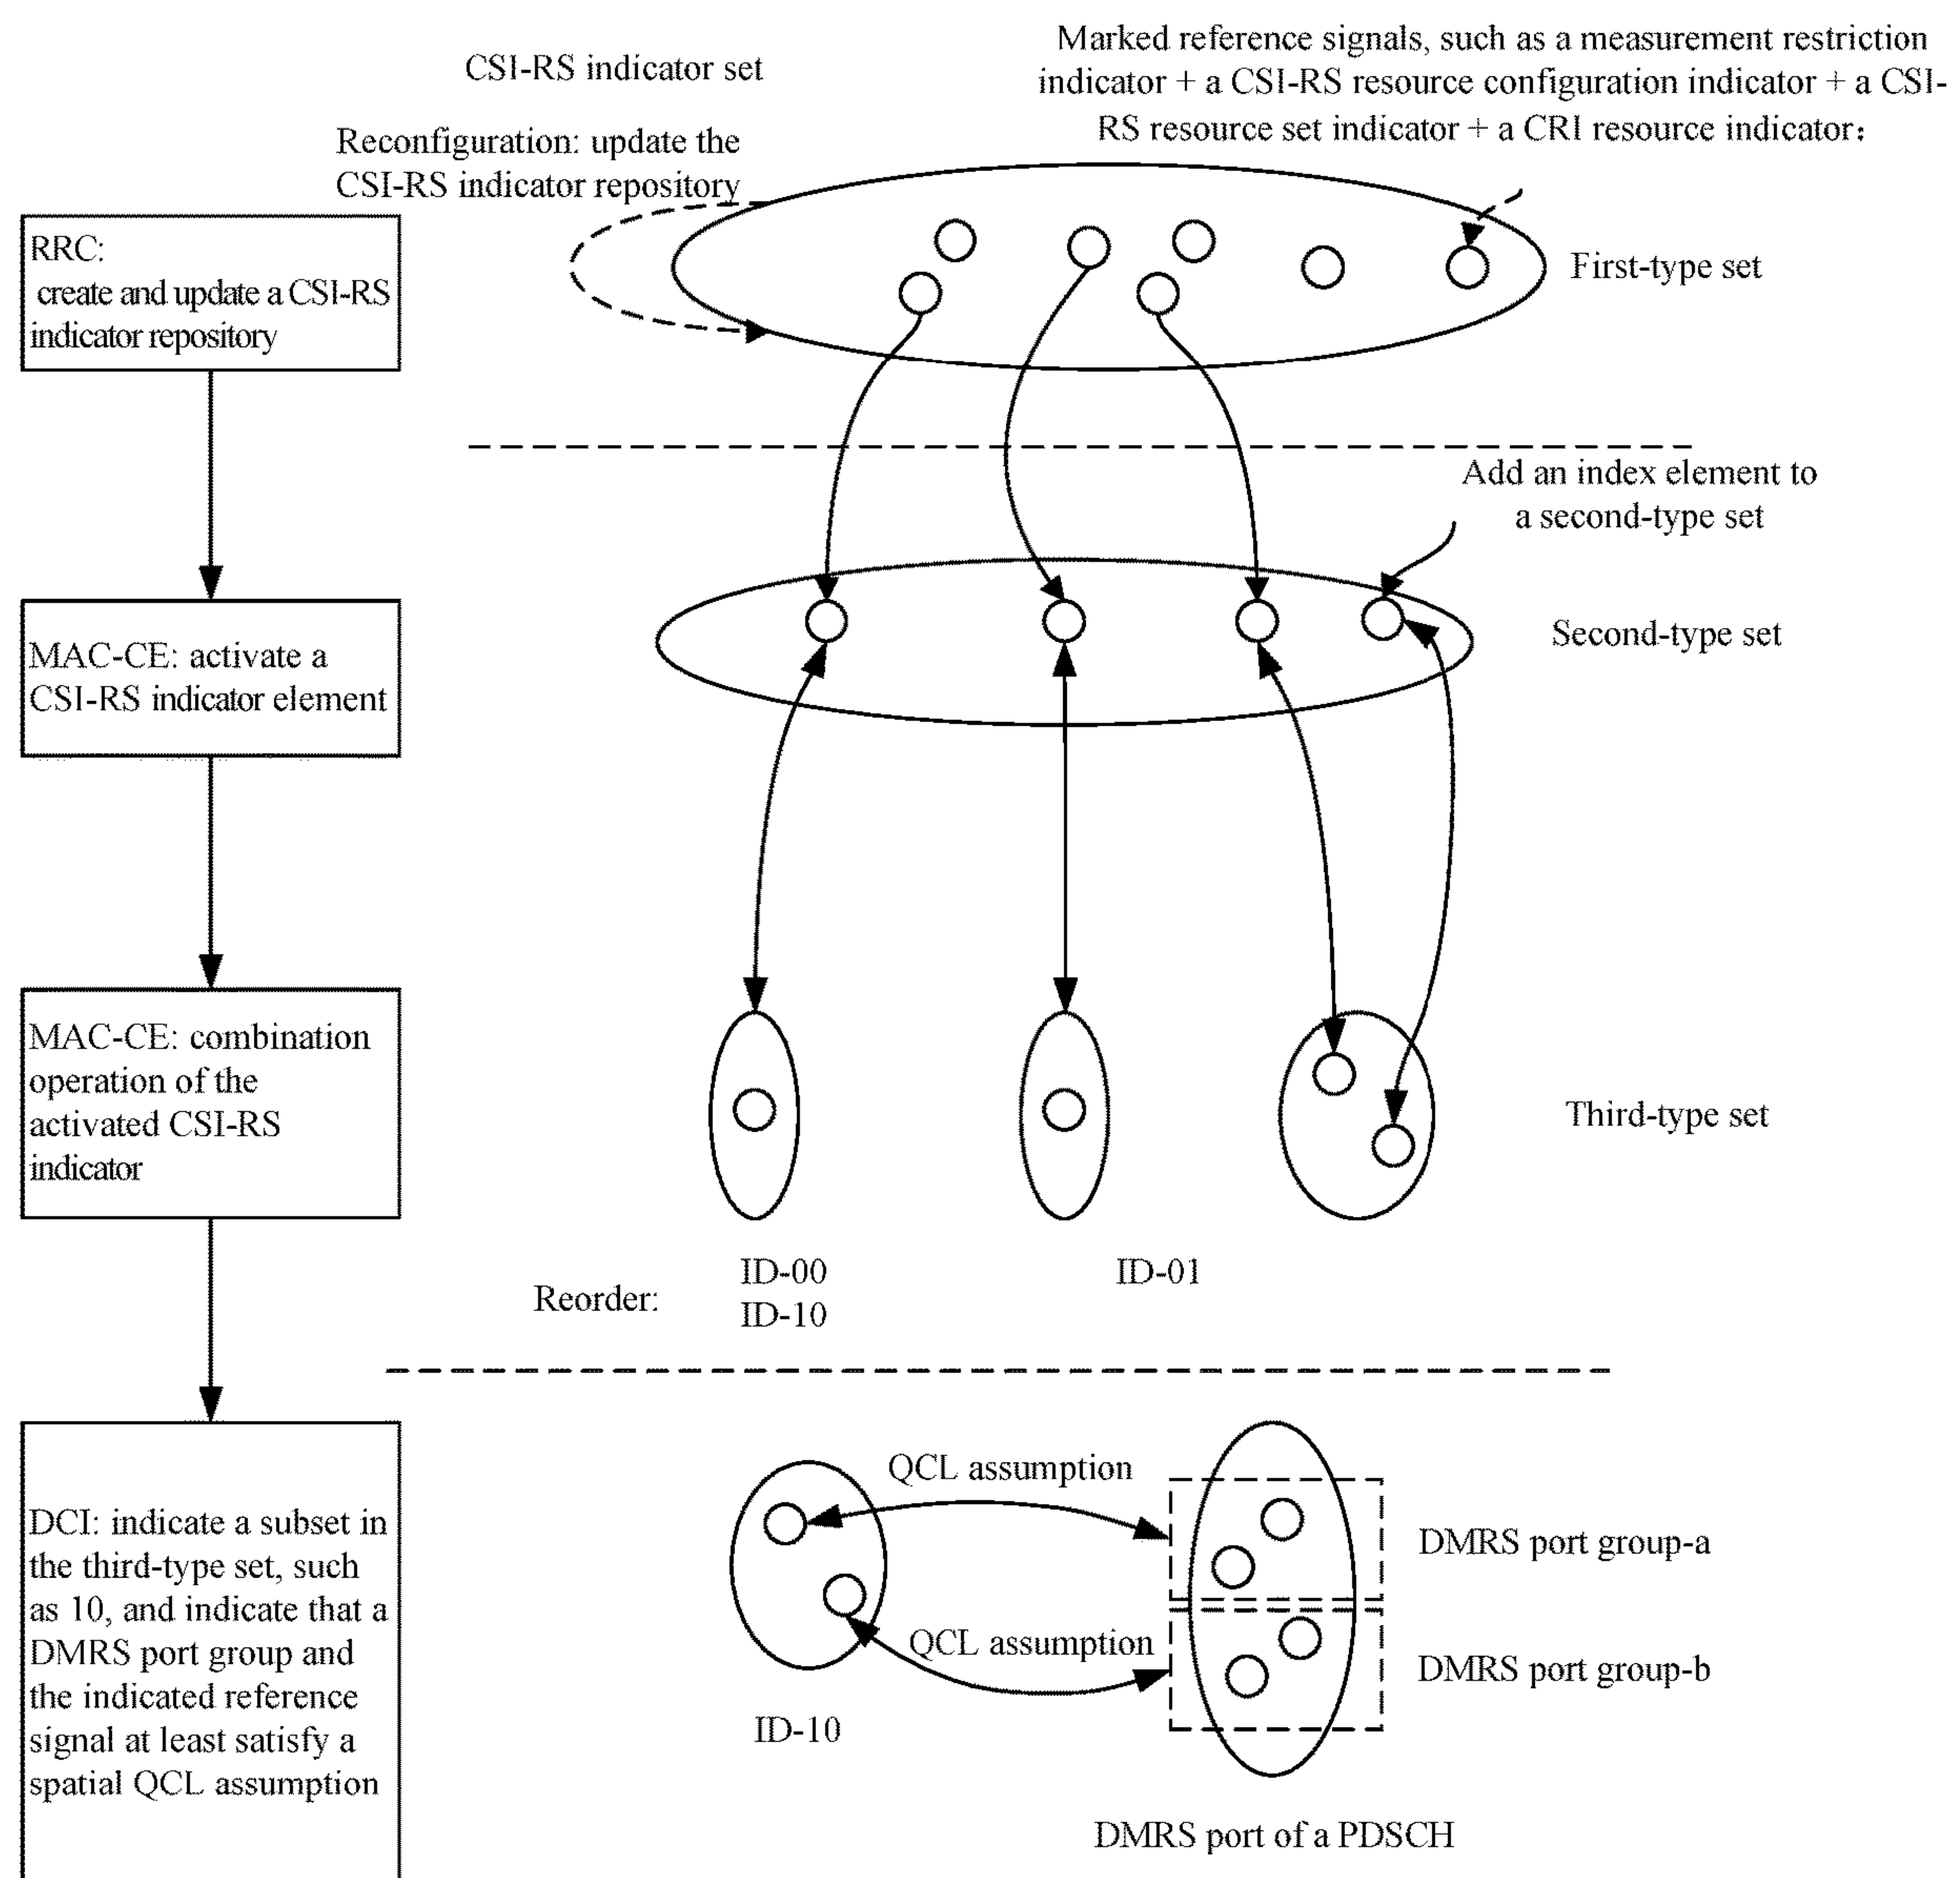 CSI-RS indicator set
Marked reference signals, such as a measurement restriction
indicator + a CSI-RS resource configuration indicator + a CSI-
RS resource set indicator + a CRI resource indicator:
Reconfiguration: update the
CSI-RS indicator repository
RRC:
create and update a CSI-RS
indicator repository
First-type set
Add an index element to
a second-type set
MAC-CE: activate a
CSI-RS indicator element
Second-type set
MAC-CE: combination
operation of the
activated CSI-RS
indicator
Third-type set
Reorder:
ID-00
ID-10
ID-01
DCI: indicate a subset in
the third-type set, such
as 10, and indicate that a
DMRS port group and
the indicated reference
signal at least satisfy a
spatial QCL assumption
QCL assumption
QCL assumption
ID-10
DMRS port group-a
DMRS port group-b
DMRS port of a PDSCH